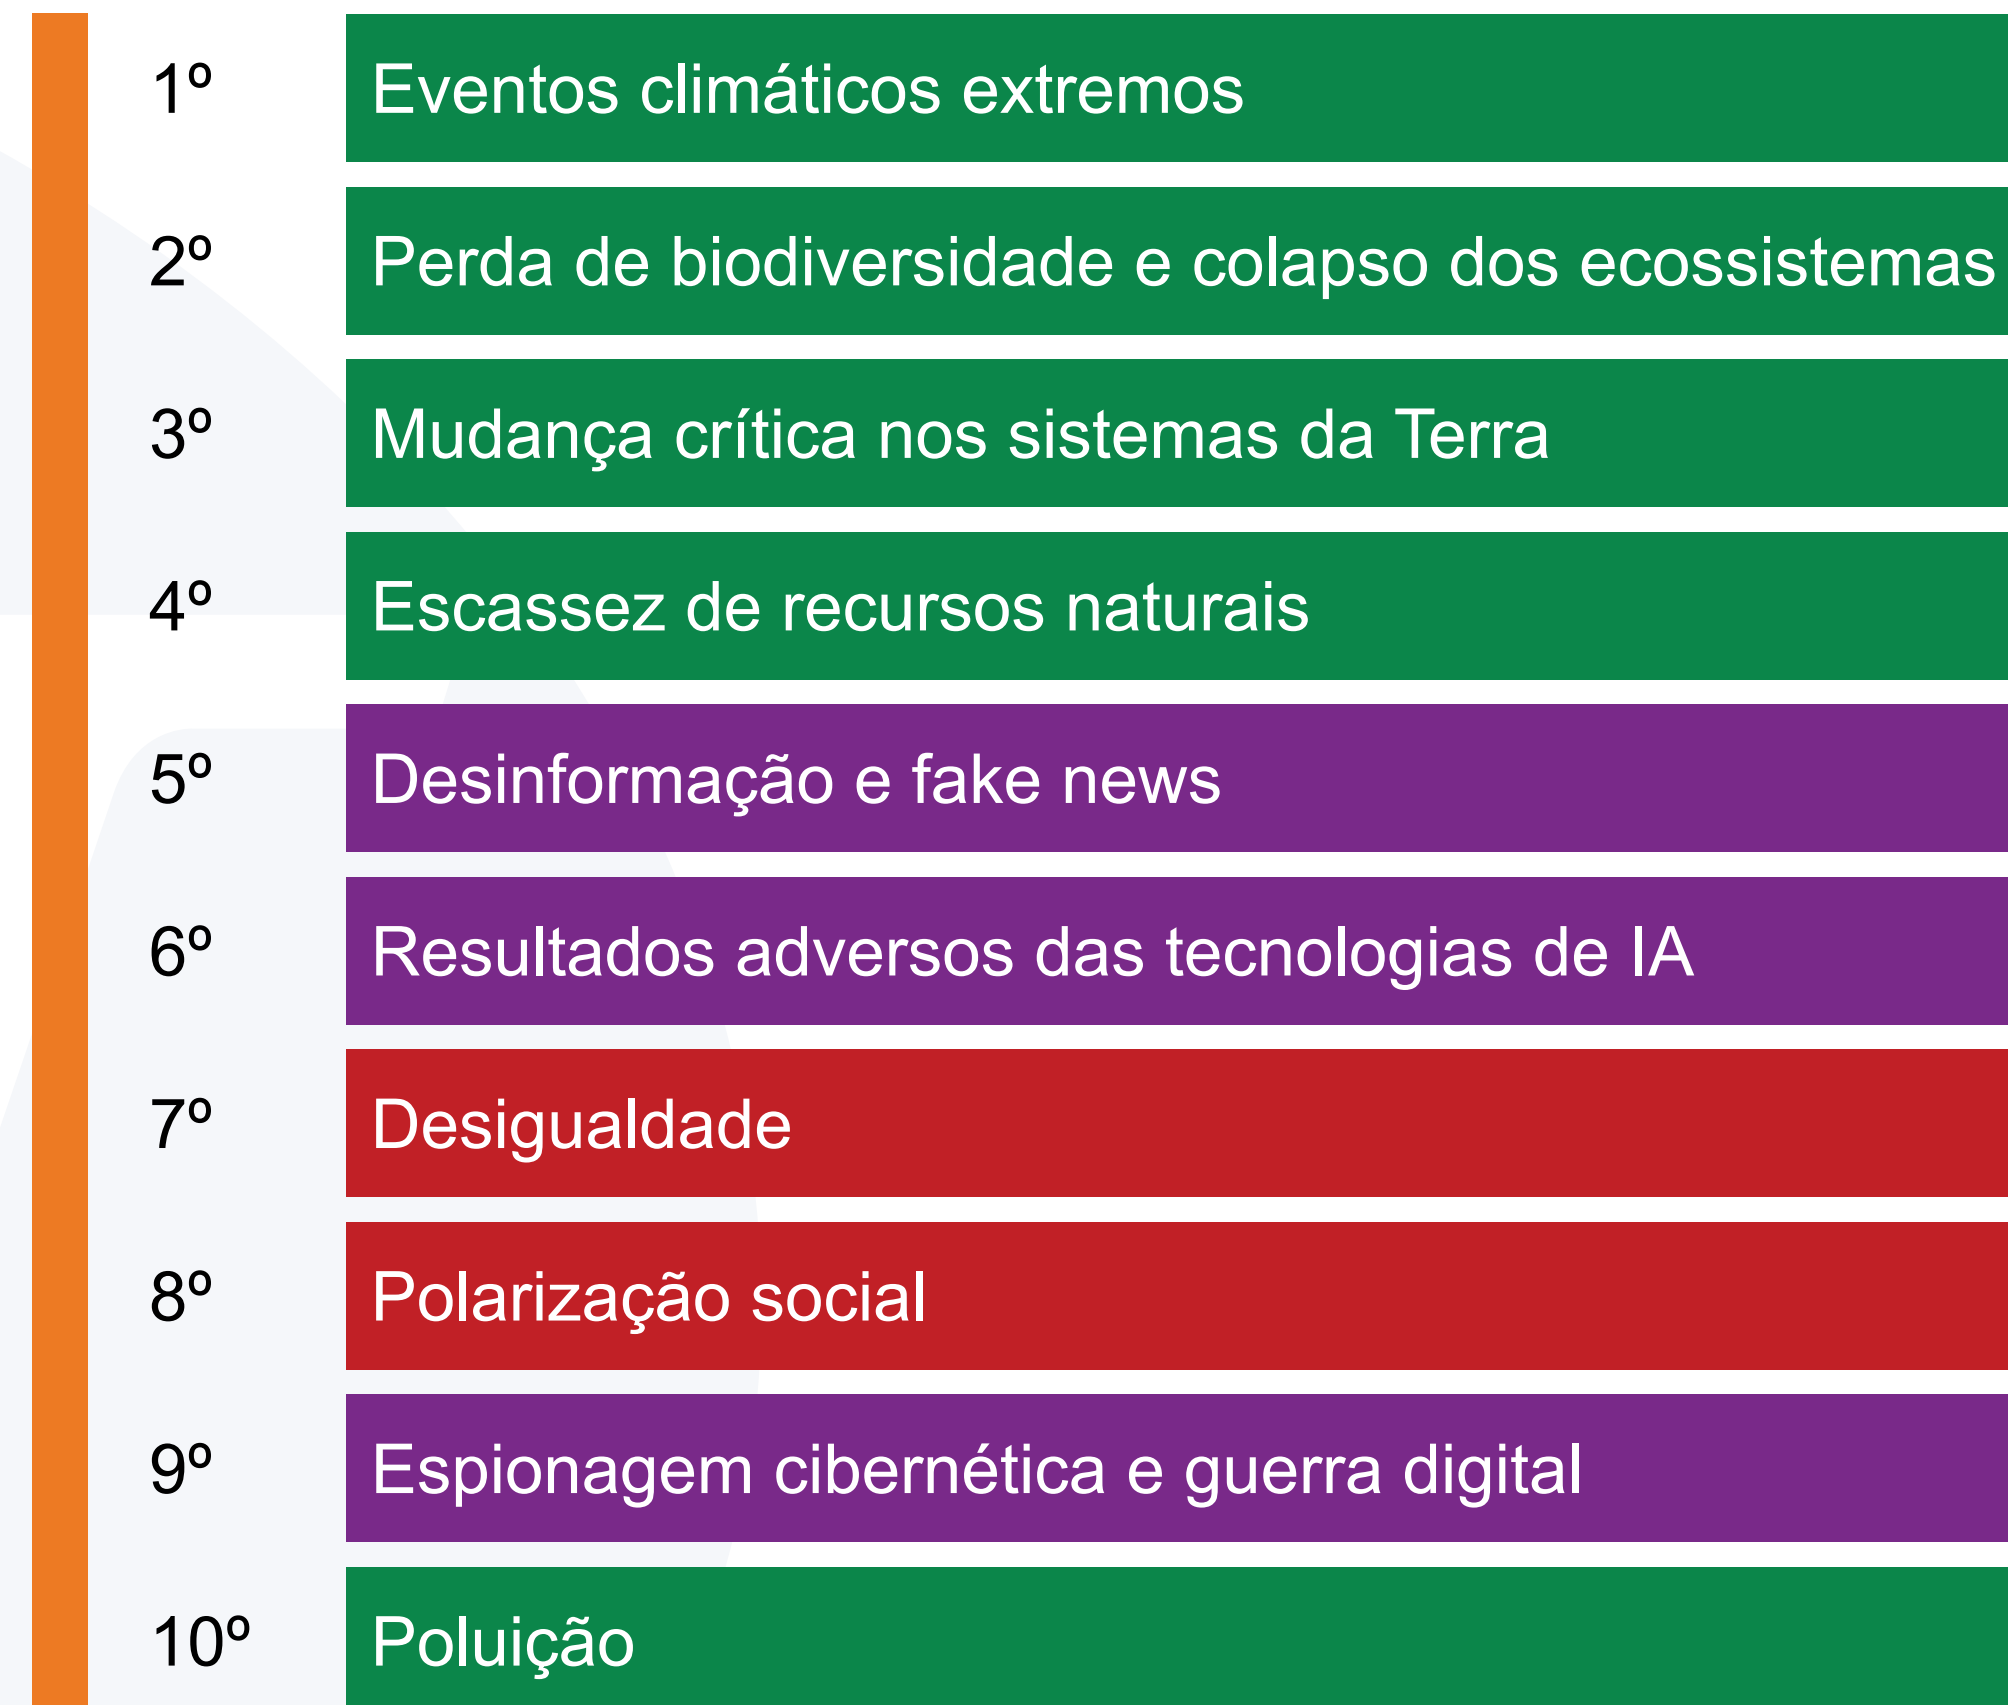 1º Eventos climáticos extremos
2º Perda de biodiversidade e colapso dos ecossistemas
3º Mudança crítica nos sistemas da Terra
4º Escassez de recursos naturais
5º Desinformação e fake news
6º Resultados adversos das tecnologias de IA
7º Desigualdade
8º Polarização social
9º Espionagem cibernética e guerra digital
10º Poluição